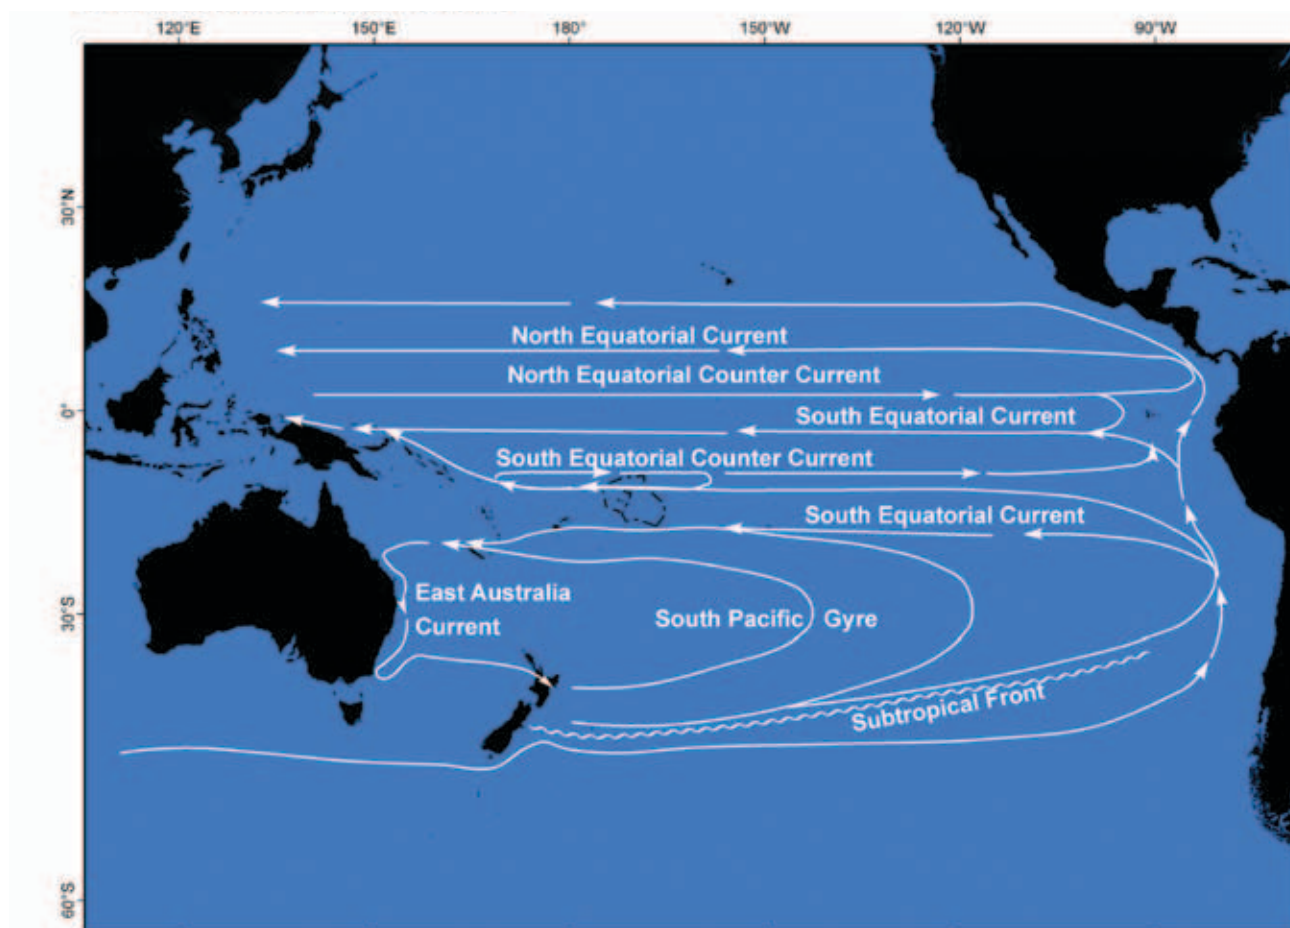 120°E 150°E 180° 150°W 120°W 90°W
30°N
North Equatorial Current
North Equatorial Counter Current
0°
South Equatorial Current
South Equatorial Counter Current
South Equatorial Current
East Australia
Current
30°S
South Pacific Gyre
Subtropical Front
60°S